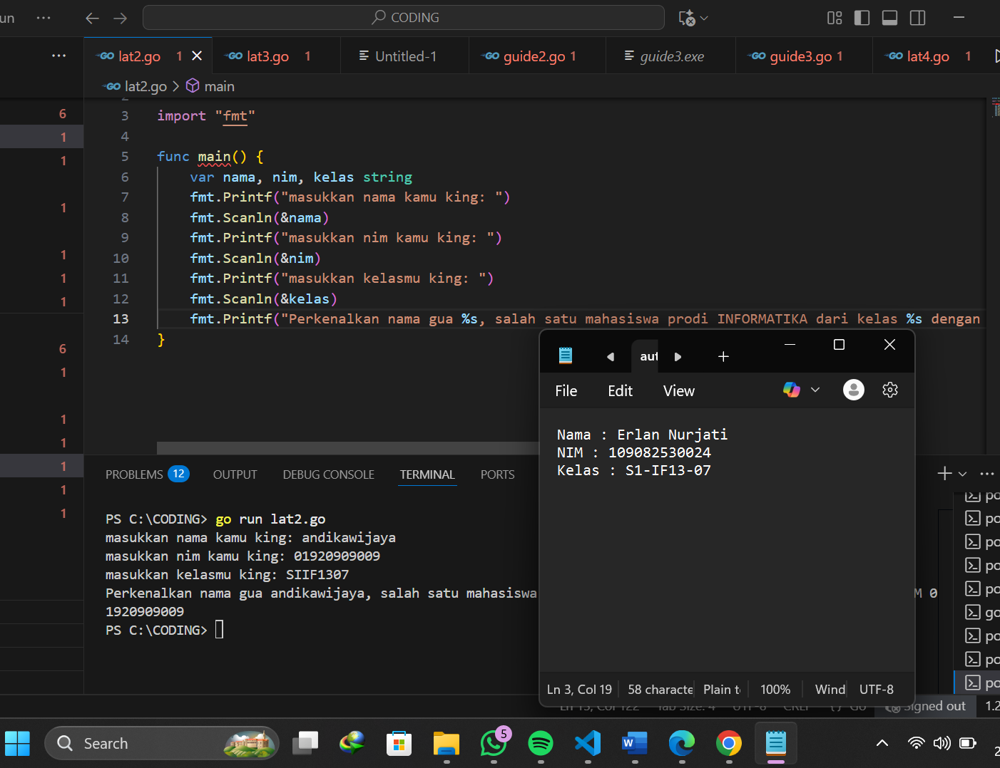 un ··· CODING
lat2.go 1 lat3.go 1 Untitled-1 guide2.go 1 guide3.exe guide3.go 1 lat4.go 1
lat2.go > main
6
1
1
1
1
1
1
6
1
1
1
1
1
1
2
3 import "fmt"
4
5 func main() {
6 var nama, nim, kelas string
7 fmt.Printf("masukkan nama kamu king: ")
8 fmt.Scanln(&nama)
9 fmt.Printf("masukkan nim kamu king: ")
10 fmt.Scanln(&nim)
11 fmt.Printf("masukkan kelasmu king: ")
12 fmt.Scanln(&kelas)
13 fmt.Printf("Perkenalkan nama gua %s, salah satu mahasiswa prodi INFORMATIKA dari kelas %s dengan
14 }
aut
File Edit View
Nama : Erlan Nurjati
NIM : 109082530024
Kelas : S1-IF13-07
Ln 3, Col 19 58 characte Plain t 100% Wind UTF-8
PROBLEMS 12 OUTPUT DEBUG CONSOLE TERMINAL PORTS
PS C:\CODING> go run lat2.go
masukkan nama kamu king: andikawijaya
masukkan nim kamu king: 01920909009
masukkan kelasmu king: SIIF1307
Perkenalkan nama gua andikawijaya, salah satu mahasiswa M 0
1920909009
PS C:\CODING>
po
po
po
po
po
go
po
po
po
Ln 13, Col 122 Tab Size: 4 UTF-8 CRLF {} Go Signed out 1.2
Search
5
W